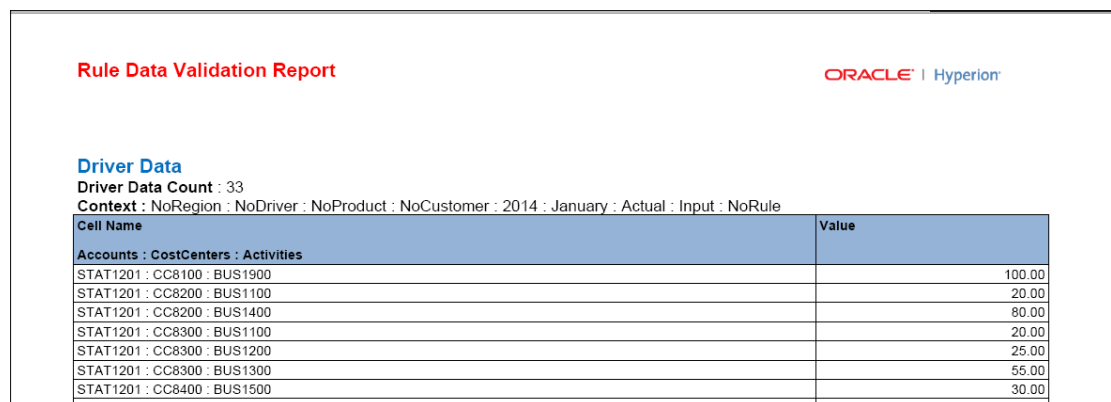 Rule Data Validation Report
ORACLE | Hyperion
Driver Data
Driver Data Count : 33
Context : NoRegion : NoDriver : NoProduct : NoCustomer : 2014 : January : Actual : Input : NoRule
Cell Name Value
Accounts : CostCenters : Activities
STAT1201 : CC8100 : BUS1900 100.00
STAT1201 : CC8200 : BUS1100 20.00
STAT1201 : CC8200 : BUS1400 80.00
STAT1201 : CC8300 : BUS1100 20.00
STAT1201 : CC8300 : BUS1200 25.00
STAT1201 : CC8300 : BUS1300 55.00
STAT1201 : CC8400 : BUS1500 30.00